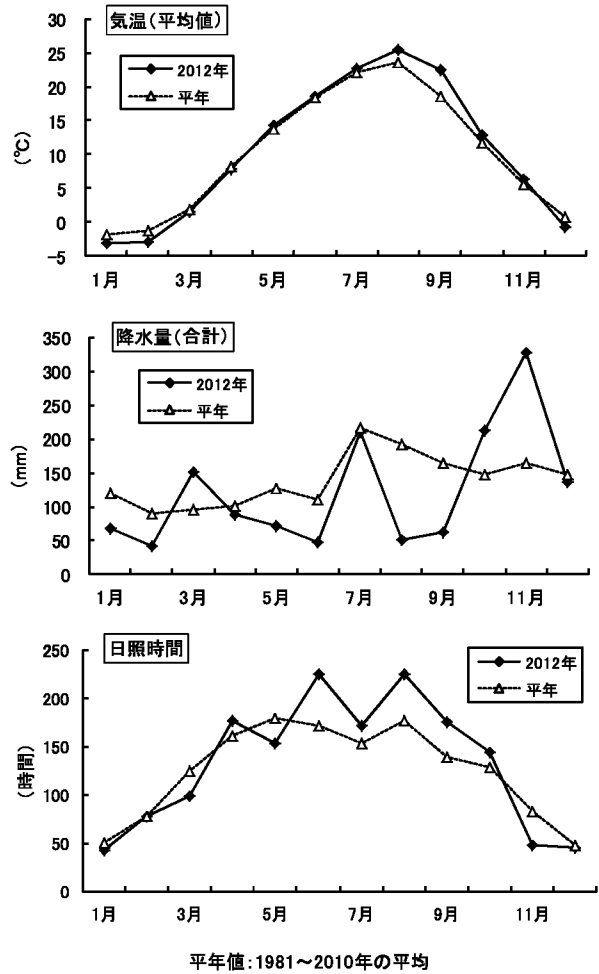 気温(平均値)
30
25
20
15
10
5
0
-5
(℃)
2012年
平年
1月 3月 5月 7月 9月 11月
降水量(合計)
350
300
250
200
150
100
50
0
(mm)
2012年
平年
1月 3月 5月 7月 9月 11月
日照時間
250
200
150
100
50
0
(時間)
2012年
平年
1月 3月 5月 7月 9月 11月
平年値:1981~2010年の平均